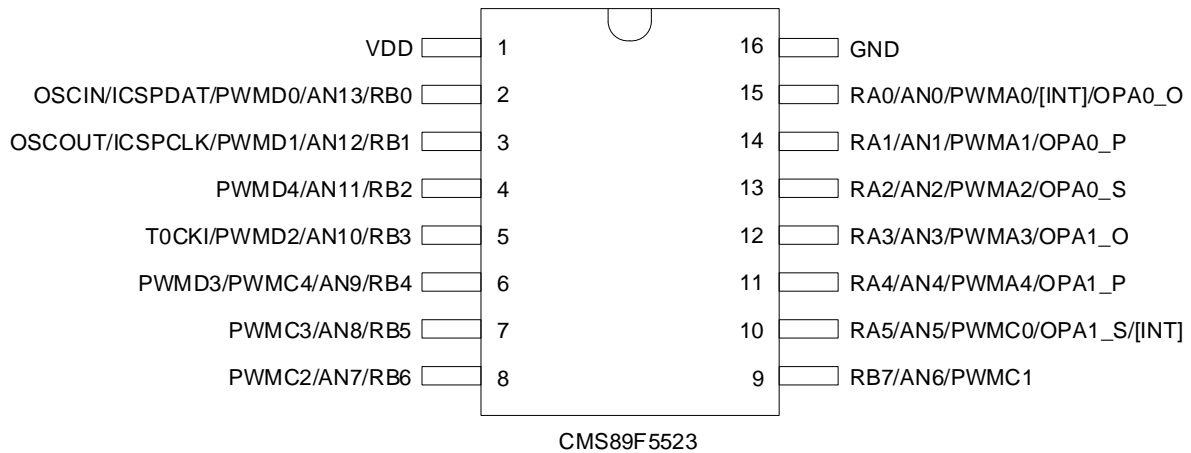 VDD 1 16 GND
OSCIN/ICSPDAT/PWMD0/AN13/RB0 2 15 RA0/AN0/PWMA0/[INT]/OPA0_O
OSCOUT/ICSPCLK/PWMD1/AN12/RB1 3 14 RA1/AN1/PWMA1/OPA0_P
PWMD4/AN11/RB2 4 13 RA2/AN2/PWMA2/OPA0_S
T0CKI/PWMD2/AN10/RB3 5 12 RA3/AN3/PWMA3/OPA1_O
PWMD3/PWMC4/AN9/RB4 6 11 RA4/AN4/PWMA4/OPA1_P
PWMC3/AN8/RB5 7 10 RA5/AN5/PWMC0/OPA1_S/[INT]
PWMC2/AN7/RB6 8 9 RB7/AN6/PWMC1
CMS89F5523